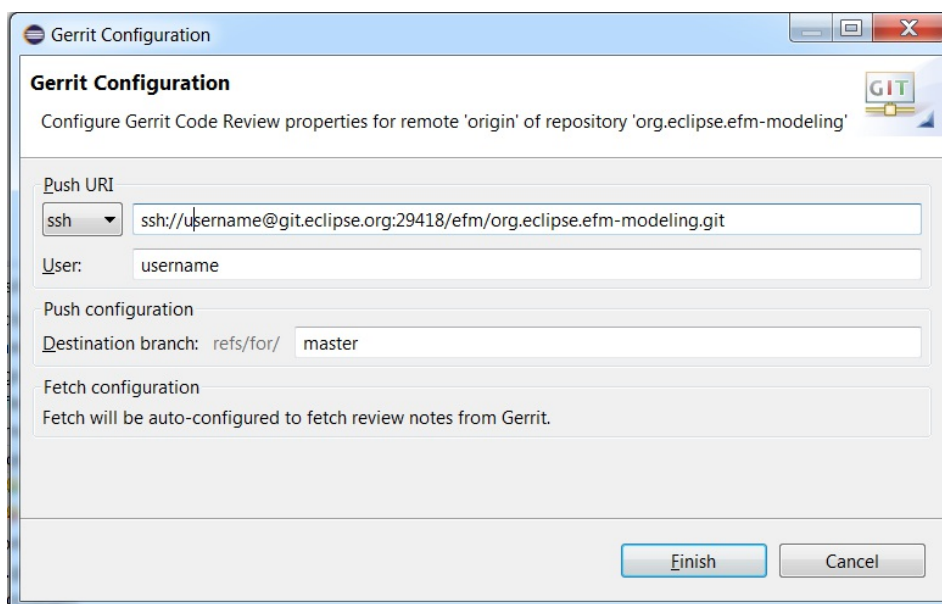 Gerrit Configuration
Gerrit Configuration
GIT
Configure Gerrit Code Review properties for remote 'origin' of repository 'org.eclipse.efm-modeling'
Push URI
ssh ssh://username@git.eclipse.org:29418/efm/org.eclipse.efm-modeling.git
User: username
Push configuration
Destination branch: refs/for/ master
Fetch configuration
Fetch will be auto-configured to fetch review notes from Gerrit.
Finish Cancel